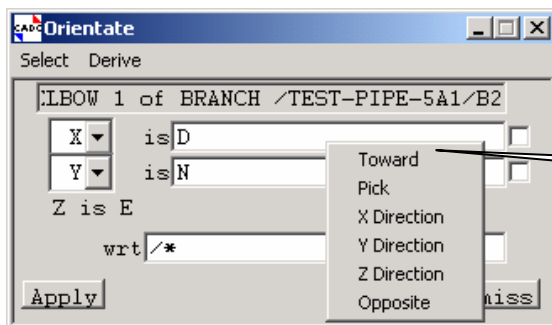 Orientate
Select Derive
ELBOW 1 of BRANCH /TEST-PIPE-5A1/B2
X is D
Y is N
Z is E
wrt /*
Apply
Toward
Pick
X Direction
Y Direction
Z Direction
Opposite